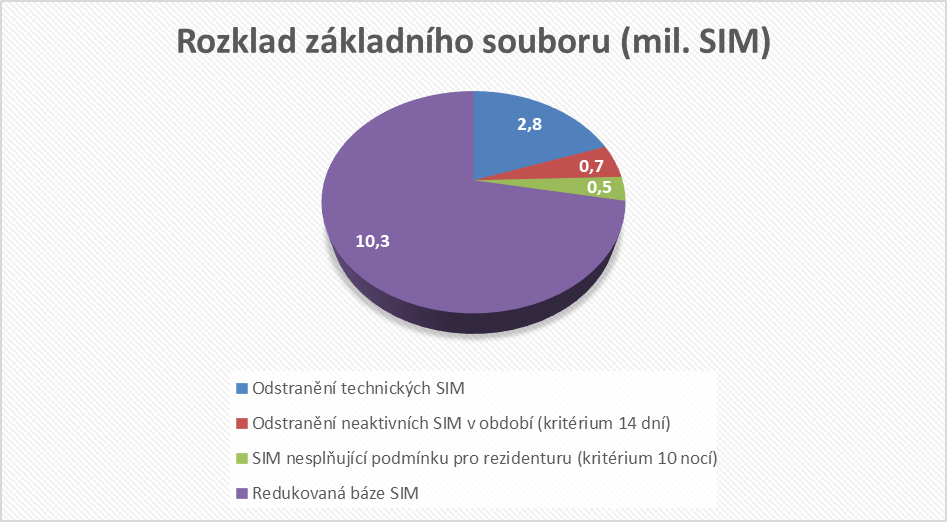 Rozklad základního souboru (mil. SIM)
2,8
0,7
0,5
10,3
Odstranění technických SIM
Odstranění neaktivních SIM v období (kritérium 14 dní)
SIM nesplňující podmínku pro rezidenturu (kritérium 10 nocí)
Redukovaná báze SIM